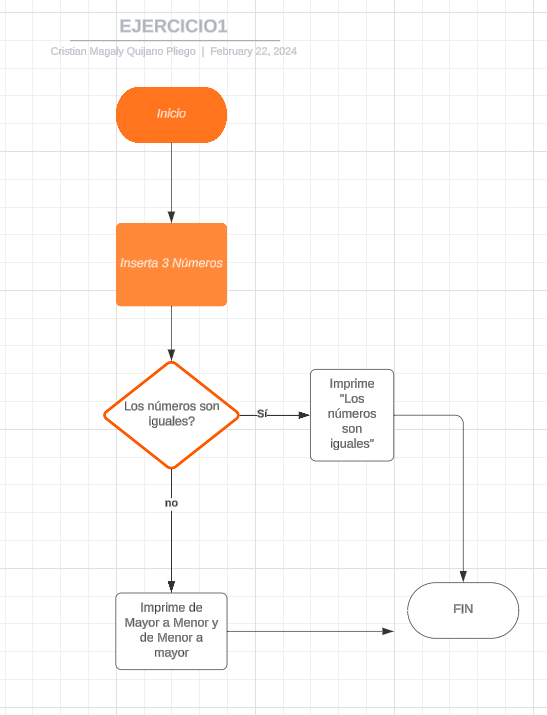 EJERCICIO1
Cristian Magaly Quijano Pliego | February 22, 2024
Inicio
Inserta 3 Números
Los números son
iguales?
Sí
Imprime
"Los
números
son
iguales"
no
Imprime de
Mayor a Menor y
de Menor a
mayor
FIN